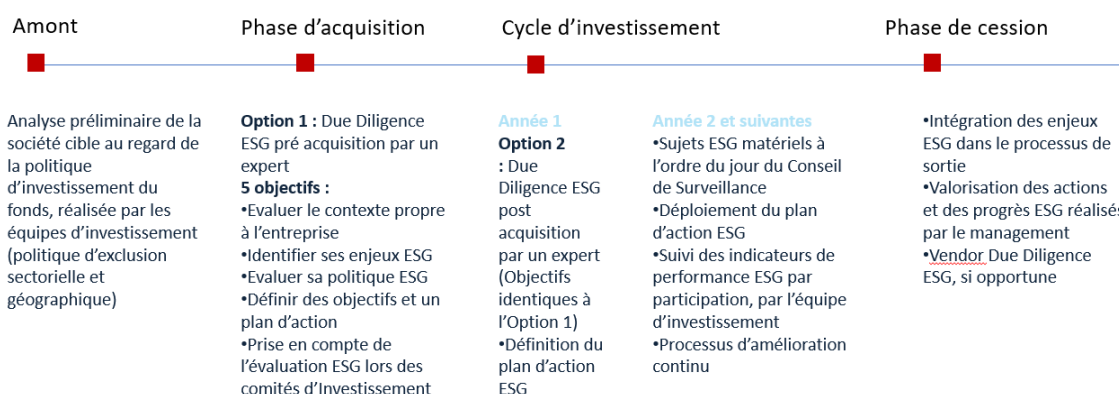 Amont
Phase d’acquisition
Cycle d’investissement
Phase de cession
Analyse préliminaire de la
société cible au regard de
la politique
d’investissement du
fonds, réalisée par les
équipes d’investissement
(politique d’exclusion
sectorielle et
géographique)
Option 1 : Due Diligence
ESG pré acquisition par un
expert
5 objectifs :
•Evaluer le contexte propre
à l’entreprise
•Identifier ses enjeux ESG
•Evaluer sa politique ESG
•Définir des objectifs et un
plan d’action
•Prise en compte de
l’évaluation ESG lors des
comités d’Investissement
Année 1
Option 2
: Due
Diligence ESG
post
acquisition
par un expert
(Objectifs
identiques à
l’Option 1)
•Définition du
plan d’action
ESG
Année 2 et suivantes
•Sujets ESG matériels à
l’ordre du jour du Conseil
de Surveillance
•Déploiement du plan
d’action ESG
•Suivi des indicateurs de
performance ESG par
participation, par l’équipe
d’investissement
•Processus d’amélioration
continu
•Intégration des enjeux
ESG dans le processus de
sortie
•Valorisation des actions
et des progrès ESG réalisés
par le management
•Vendor Due Diligence
ESG, si opportune